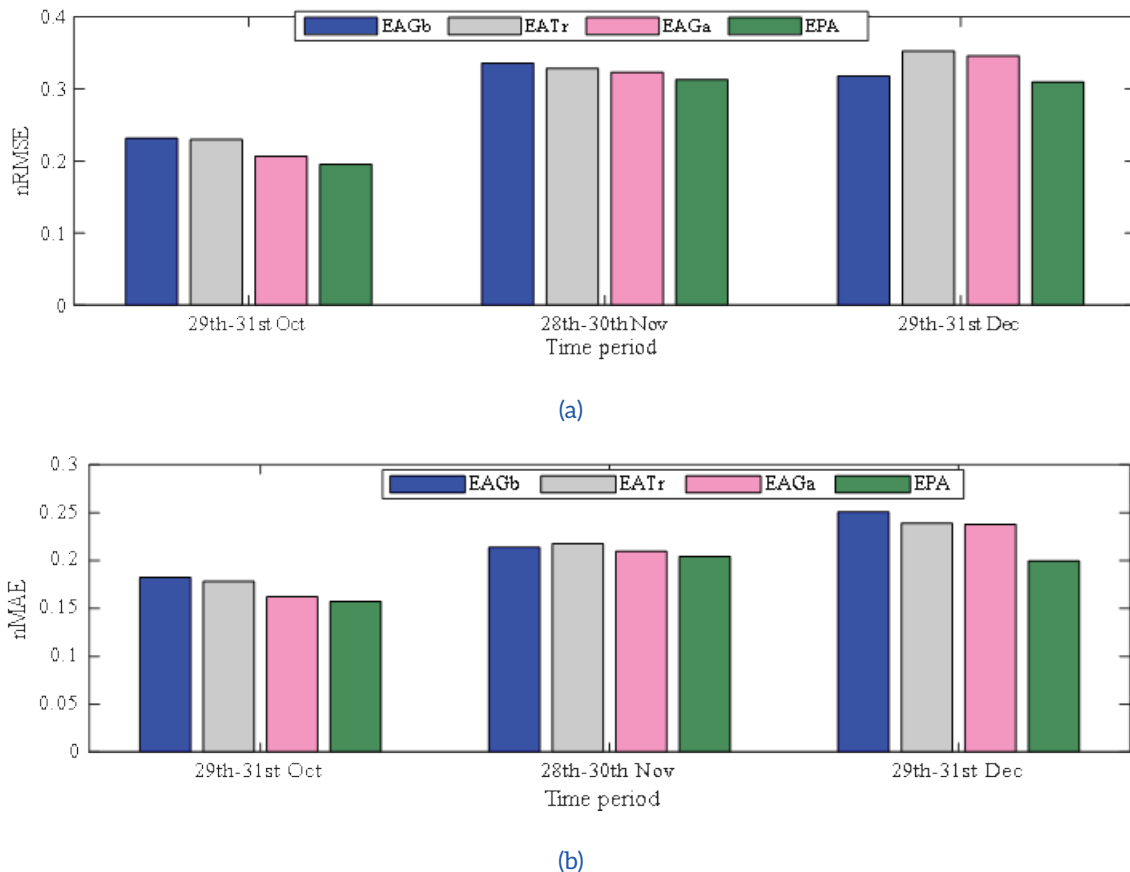 0.4
EAGb EATr EAGa EPA
0.3
0.2
0.1
0
nRMSE
29th-31st Oct 28th-30th Nov 29th-31st Dec
Time period
(a)
0.3
EAGb EATr EAGa EPA
0.25
0.2
0.15
0.1
0.05
0
nMAE
29th-31st Oct 28th-30th Nov 29th-31st Dec
Time period
(b)